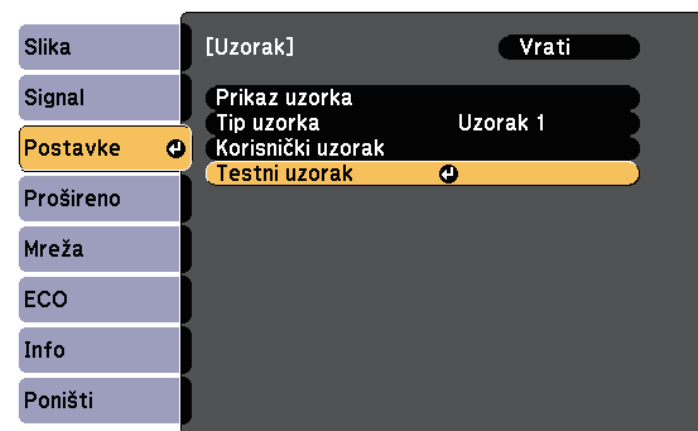 Slika
Signal
Postavke
Prošireno
Mreža
ECO
Info
Poništi
[Uzorak] Vrati
Prikaz uzorka
Tip uzorka Uzorak 1
Korisnički uzorak
Testni uzorak